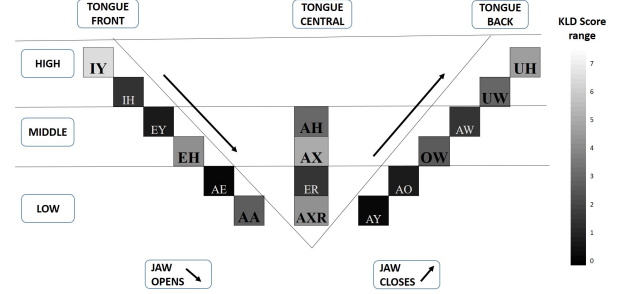 TONGUE
FRONT
TONGUE
CENTRAL
TONGUE
BACK
KLD Score
range
HIGH
IY
UH
7
6
IH
UW
5
MIDDLE
EY
AH
AW
4
EH
AX
OW
3
LOW
AE
ER
AO
2
AA
AXR
AY
1
0
JAW
OPENS
JAW
CLOSES